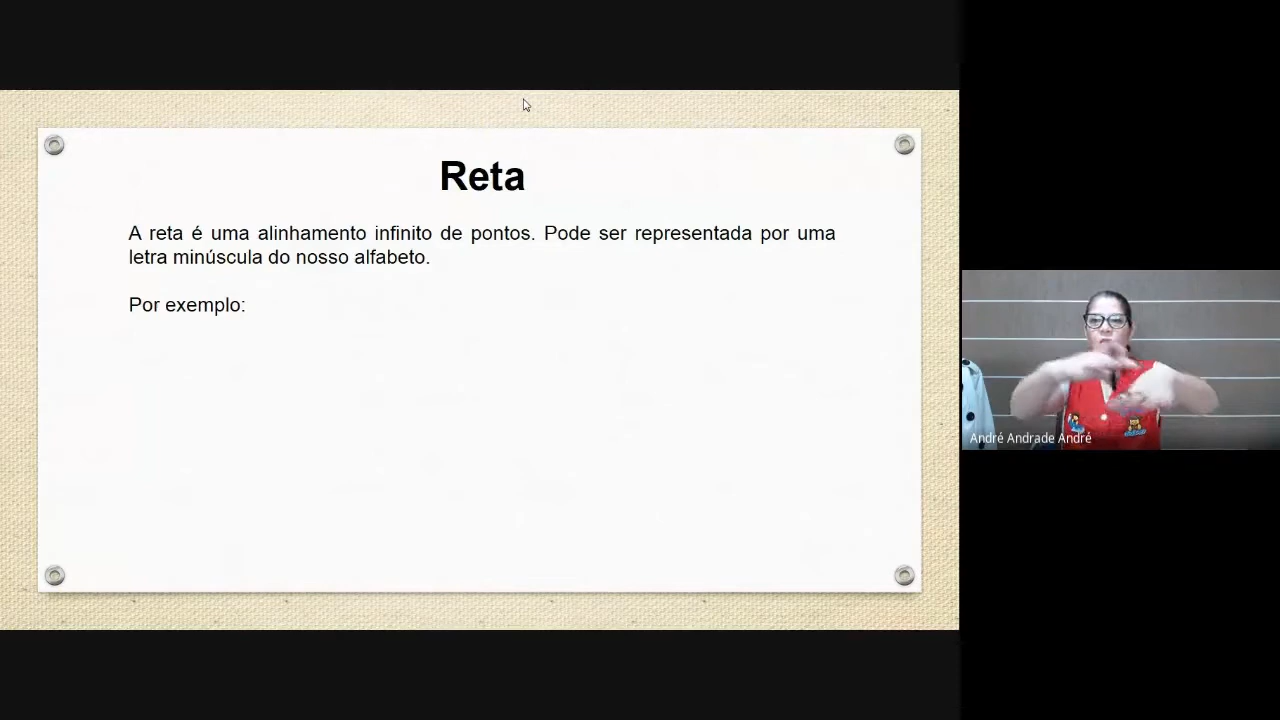 Reta
A reta é uma alinhamento infinito de pontos. Pode ser representada por uma
letra minúscula do nosso alfabeto.
Por exemplo:
André Andrade André